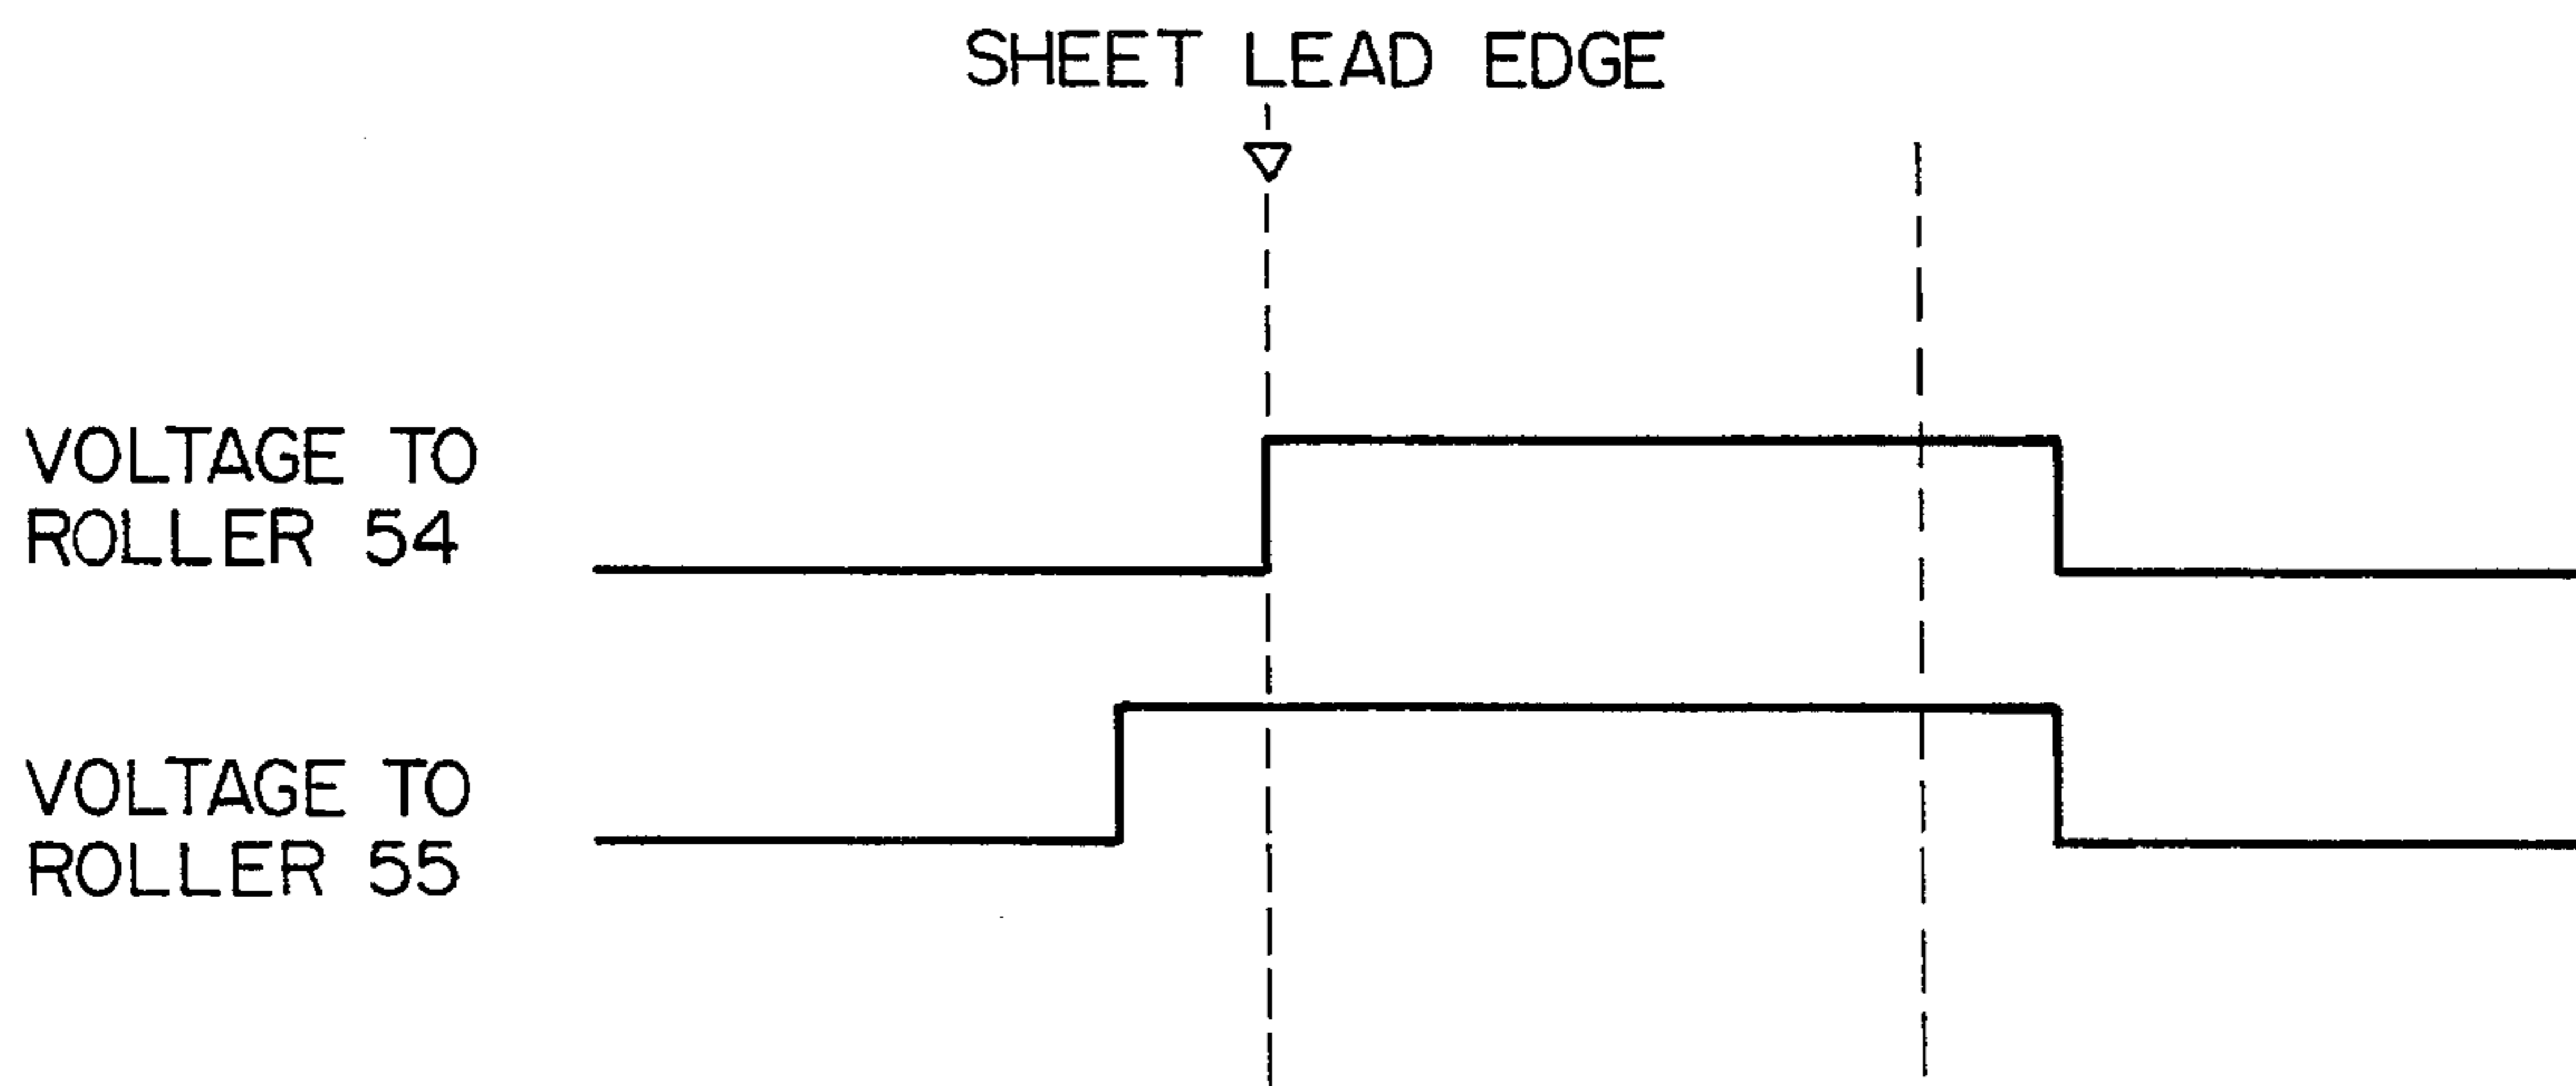 SHEET LEAD EDGE
VOLTAGE TO
ROLLER 54
VOLTAGE TO
ROLLER 55